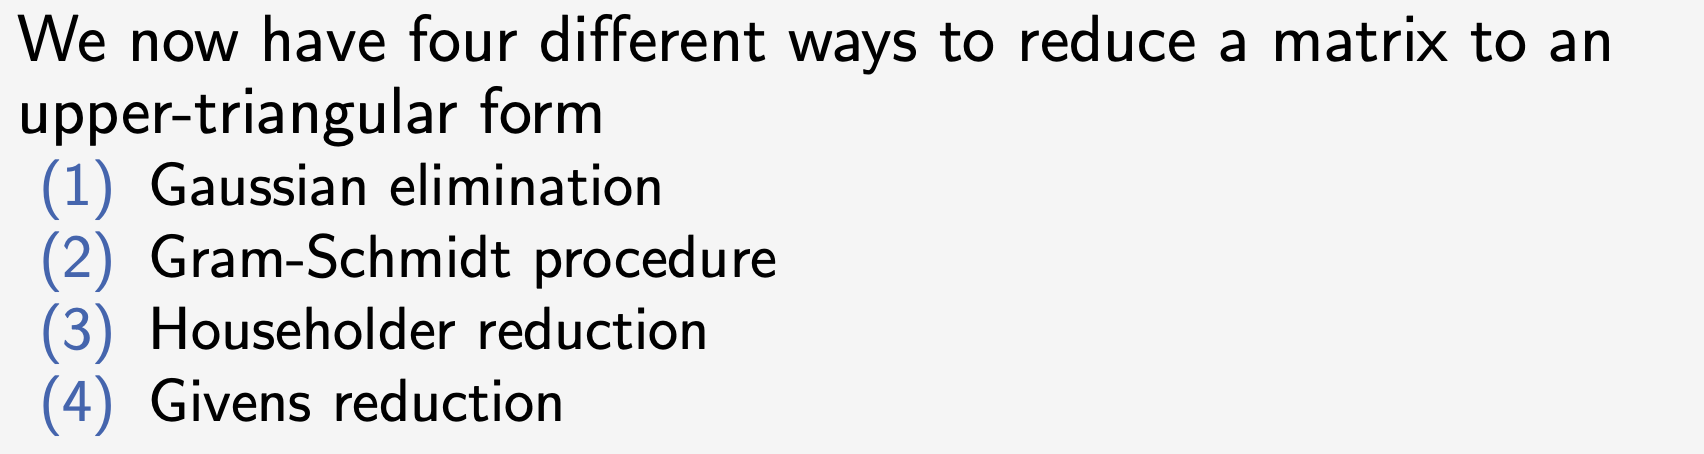 We now have four different ways to reduce a matrix to an
upper-triangular form
(1) Gaussian elimination
(2) Gram-Schmidt procedure
(3) Householder reduction
(4) Givens reduction